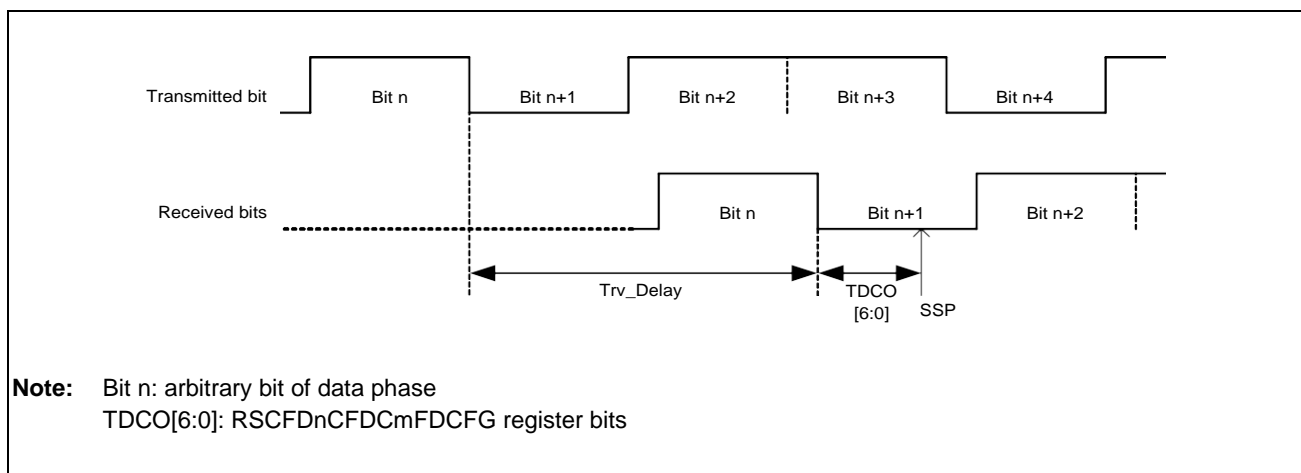 Transmitted bit
Bit n
Bit n+1
Bit n+2
Bit n+3
Bit n+4
Received bits
Bit n
Bit n+1
Bit n+2
Trv_Delay
TDCO
[6:0]
SSP
Note: Bit n: arbitrary bit of data phase
TDCO[6:0]: RSCFDnCFDCmFDCFG register bits